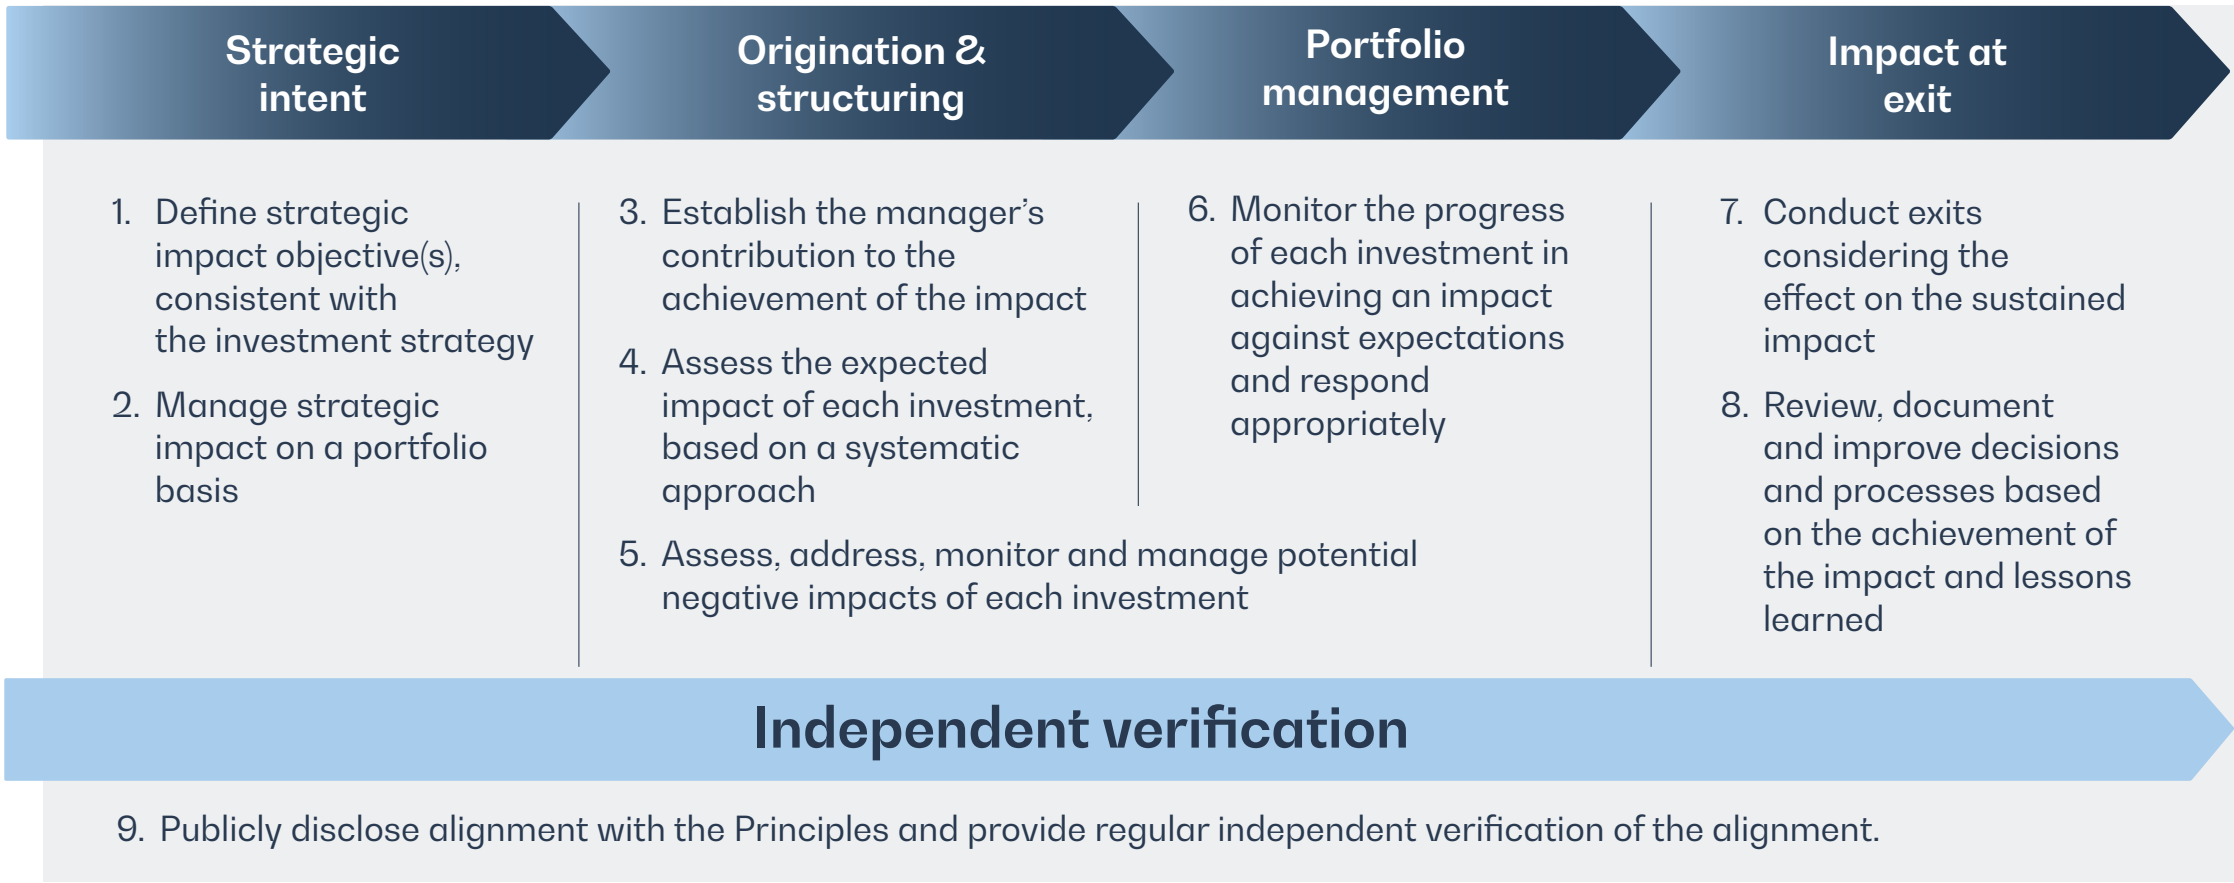 Strategic
intent
Origination &
structuring
Portfolio
management
Impact at
exit
1. Define strategic
impact objective(s),
consistent with
the investment strategy
2. Manage strategic
impact on a portfolio
basis
3. Establish the manager’s
contribution to the
achievement of the impact
4. Assess the expected
impact of each investment,
based on a systematic
approach
5. Assess, address, monitor and manage potential
negative impacts of each investment
6. Monitor the progress
of each investment in
achieving an impact
against expectations
and respond
appropriately
7. Conduct exits
considering the
effect on the sustained
impact
8. Review, document
and improve decisions
and processes based
on the achievement of
the impact and lessons
learned
Independent verification
9. Publicly disclose alignment with the Principles and provide regular independent verification of the alignment.